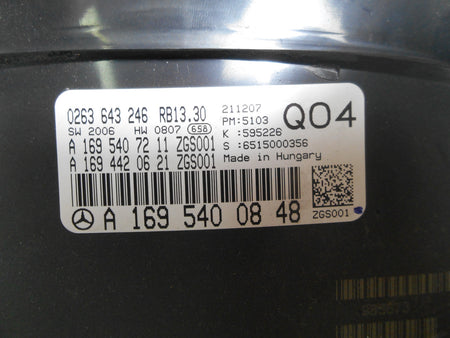 0263 643 246 RB13.30
SW 2006 HW 0807 658
A 169 540 72 11 ZGS001
A 169 442 06 21 ZGS001
A 169 540 08 48
211207
PM:5103
K :595226
S :6515000356
Made in Hungary
Q04
ZGS001